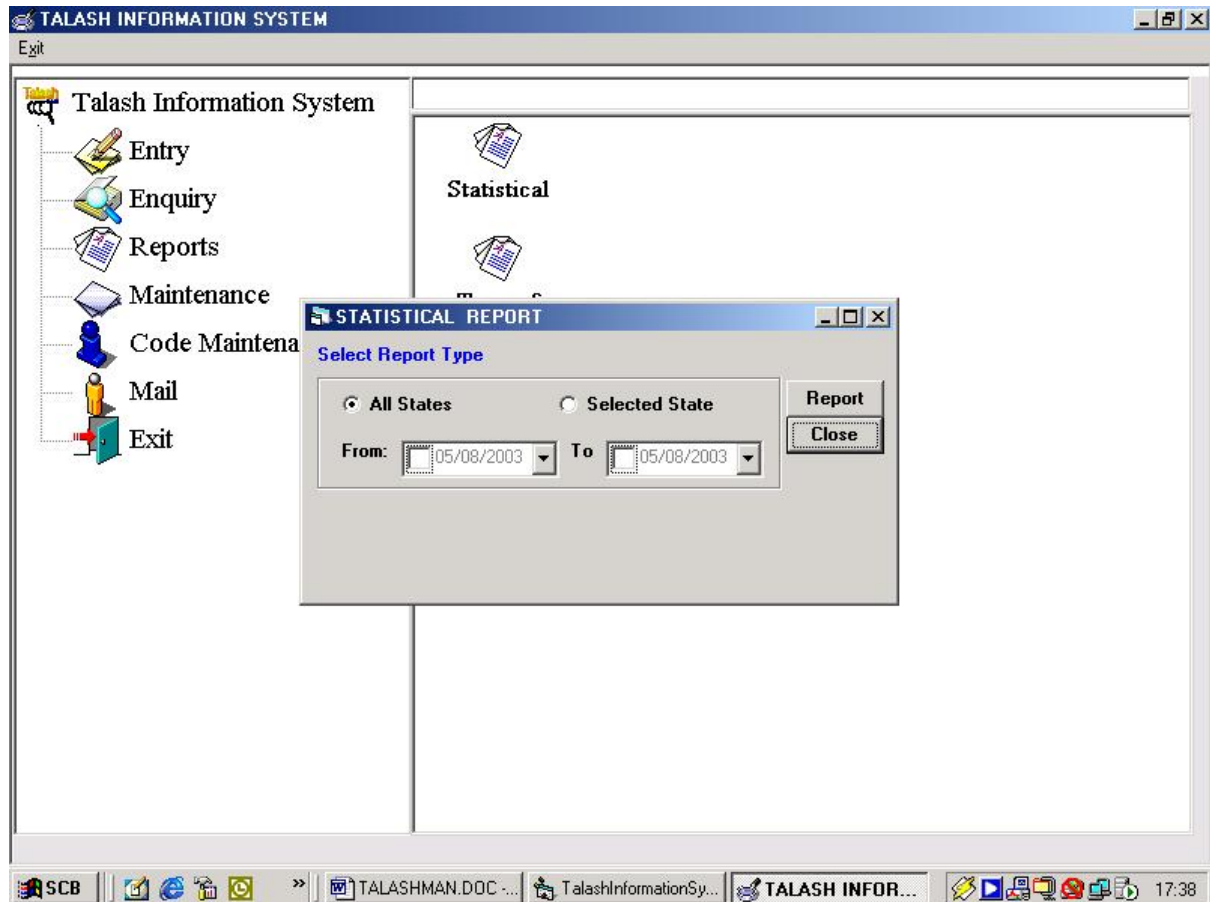 TALASH INFORMATION SYSTEM
Exit
Talash Information System
Entry
Enquiry
Reports
Maintenance
Code Maintena
Mail
Exit
Statistical
STATISTICAL REPORT
Select Report Type
All States
Selected State
From: 05/08/2003 To 05/08/2003
Report
Close
SCB
»
TALASHMAN.DOC -...
TalashInformationSy...
TALASH INFOR...
17:38